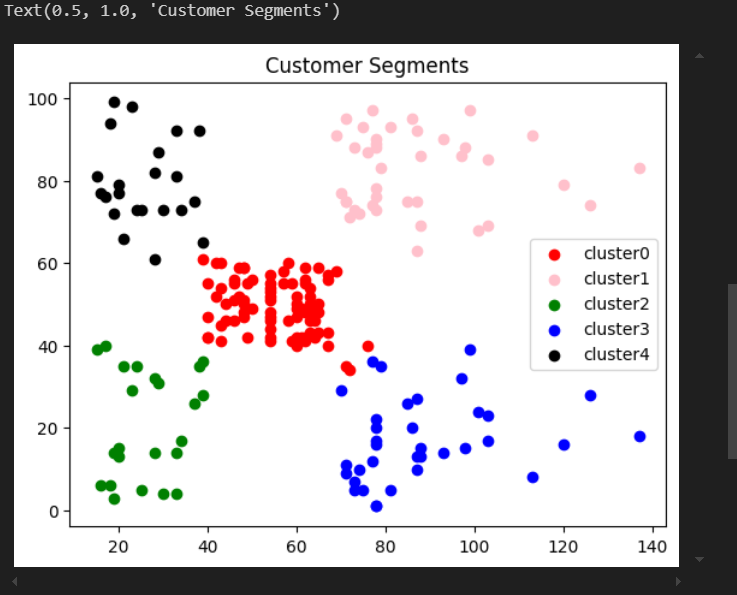 Text(0.5, 1.0, 'Customer Segments')
Customer Segments
100
80
60
40
20
0
cluster0
cluster1
cluster2
cluster3
cluster4
20 40 60 80 100 120 140